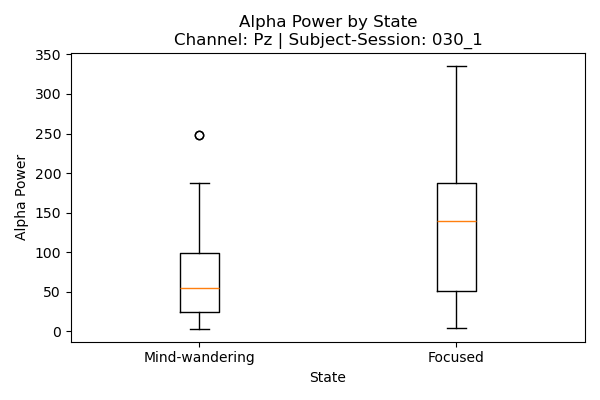 Alpha Power by State
Channel: Pz | Subject-Session: 030_1
Alpha Power
350
300
250
200
150
100
50
0
Mind-wandering
Focused
State